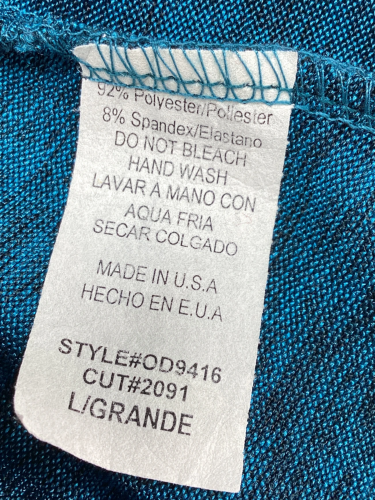 92% Polyester/Poliester
8% Spandex/Elastano
DO NOT BLEACH
HAND WASH
LAVAR A MANO CON
AQUA FRIA
SECAR COLGADO
MADE IN U.S.A
HECHO EN E.U.A
STYLE#OD9416
CUT#2091
L/GRANDE